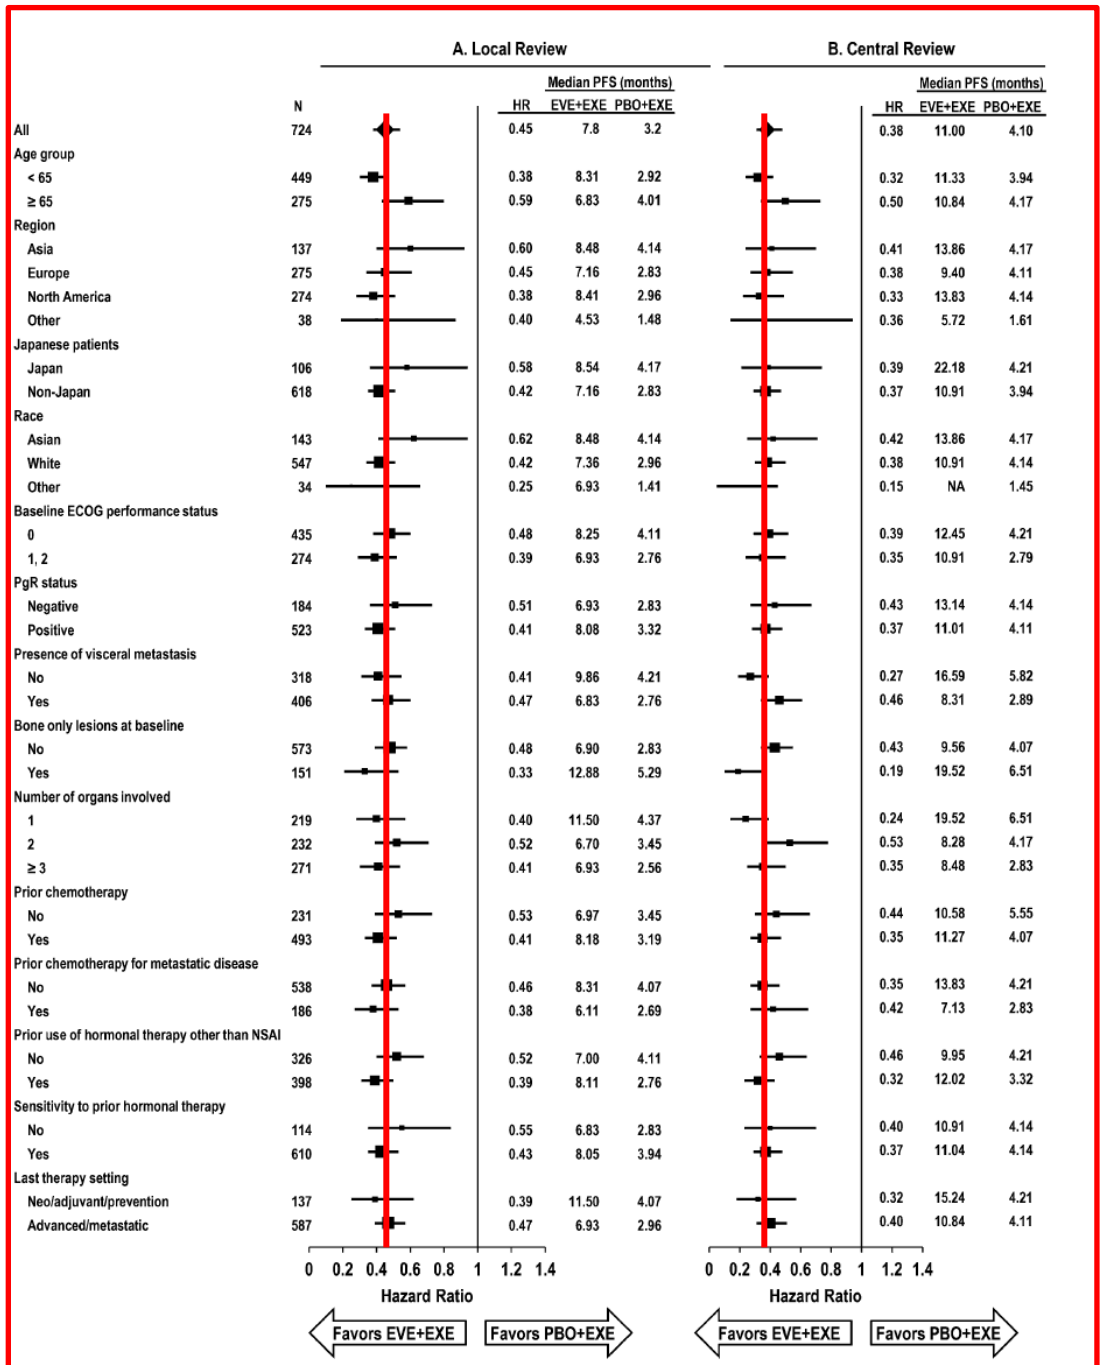 A. Local Review B. Central Review
Median PFS (months) Median PFS (months)
N HR EVE+EXE PBO+EXE HR EVE+EXE PBO+EXE
All 724 0.45 7.8 3.2 0.38 11.00 4.10
Age group
< 65 449 0.38 8.31 2.92 0.32 11.33 3.94
≥ 65 275 0.59 6.83 4.01 0.50 10.84 4.17
Region
Asia 137 0.60 8.48 4.14 0.41 13.86 4.17
Europe 275 0.45 7.16 2.83 0.38 9.40 4.11
North America 274 0.38 8.41 2.96 0.33 13.83 4.14
Other 38 0.40 4.53 1.48 0.36 5.72 1.61
Japanese patients
Japan 106 0.58 8.54 4.17 0.39 22.18 4.21
Non-Japan 618 0.42 7.16 2.83 0.37 10.91 3.94
Race
Asian 143 0.62 8.48 4.14 0.42 13.86 4.17
White 547 0.42 7.36 2.96 0.38 10.91 4.14
Other 34 0.25 6.93 1.41 0.15 NA 1.45
Baseline ECOG performance status
0 435 0.48 8.25 4.11 0.39 12.45 4.21
1, 2 274 0.39 6.93 2.76 0.35 10.91 2.79
PgR status
Negative 184 0.51 6.93 2.83 0.43 13.14 4.14
Positive 523 0.41 8.08 3.32 0.37 11.01 4.11
Presence of visceral metastasis
No 318 0.41 9.86 4.21 0.27 16.59 5.82
Yes 406 0.47 6.83 2.76 0.46 8.31 2.89
Bone only lesions at baseline
No 573 0.48 6.90 2.83 0.43 9.56 4.07
Yes 151 0.33 12.88 5.29 0.19 19.52 6.51
Number of organs involved
1 219 0.40 11.50 4.37 0.24 19.52 6.51
2 232 0.52 6.70 3.45 0.53 8.28 4.17
≥ 3 271 0.41 6.93 2.56 0.35 8.48 2.83
Prior chemotherapy
No 231 0.53 6.97 3.45 0.44 10.58 5.55
Yes 493 0.41 8.18 3.19 0.35 11.27 4.07
Prior chemotherapy for metastatic disease
No 538 0.46 8.31 4.07 0.35 13.83 4.21
Yes 186 0.38 6.11 2.69 0.42 7.13 2.83
Prior use of hormonal therapy other than NSAI
No 326 0.52 7.00 4.11 0.46 9.95 4.21
Yes 398 0.39 8.11 2.76 0.32 12.02 3.32
Sensitivity to prior hormonal therapy
No 114 0.55 6.83 2.83 0.40 10.91 4.14
Yes 610 0.43 8.05 3.94 0.37 11.04 4.14
Last therapy setting
Neo/adjuvant/prevention 137 0.39 11.50 4.07 0.32 15.24 4.21
Advanced/metastatic 587 0.47 6.93 2.96 0.40 10.84 4.11
0 0.2 0.4 0.6 0.8 1 1.2 1.4 0 0.2 0.4 0.6 0.8 1 1.2 1.4
Hazard Ratio Hazard Ratio
Favors EVE+EXE Favors PBO+EXE Favors EVE+EXE Favors PBO+EXE